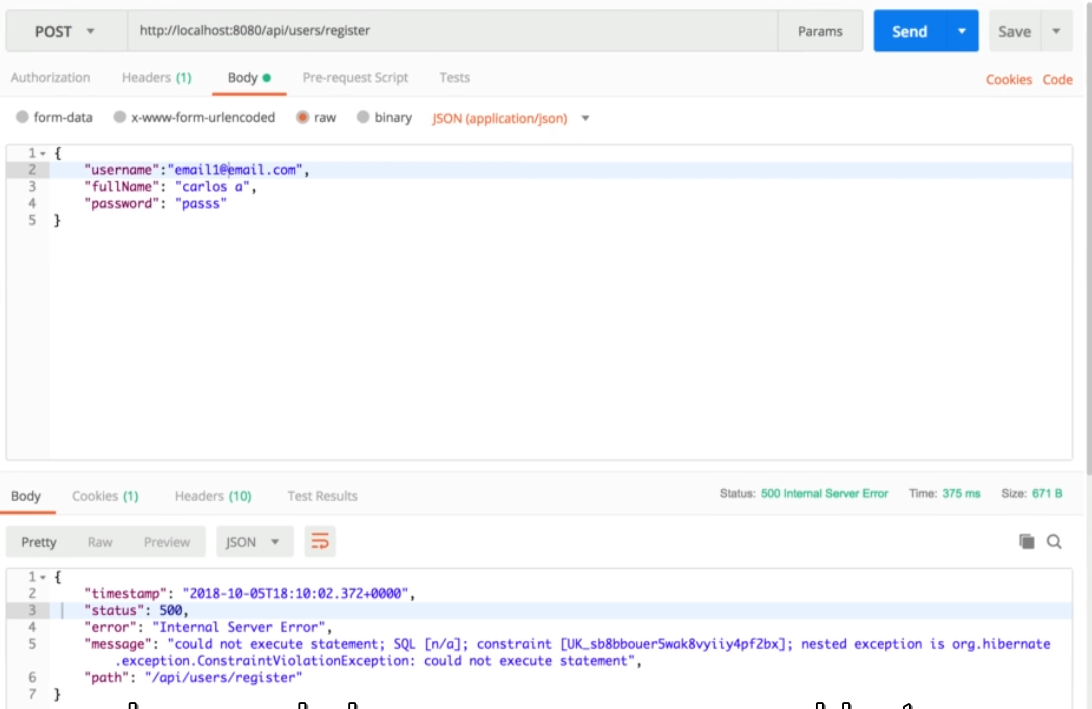 POST http://localhost:8080/api/users/register Params Send Save
Authorization Headers (1) Body Pre-request Script Tests Cookies Code
form-data x-www-form-urlencoded raw binary JSON (application/json)
1 {
2 "username":"email1@email.com",
3 "fullName": "carlos a",
4 "password": "passs"
5 }
Body Cookies (1) Headers (10) Test Results Status: 500 Internal Server Error Time: 375 ms Size: 671 B
Pretty Raw Preview JSON
1 {
2 "timestamp": "2018-10-05T18:10:02.372+0000",
3 "status": 500,
4 "error": "Internal Server Error",
5 "message": "could not execute statement; SQL [n/a]; constraint [UK_sb8bbouer5wak8vyiiy4pf2bx]; nested exception is org.hibernate
.exception.ConstraintViolationException: could not execute statement",
6 "path": "/api/users/register"
7 }